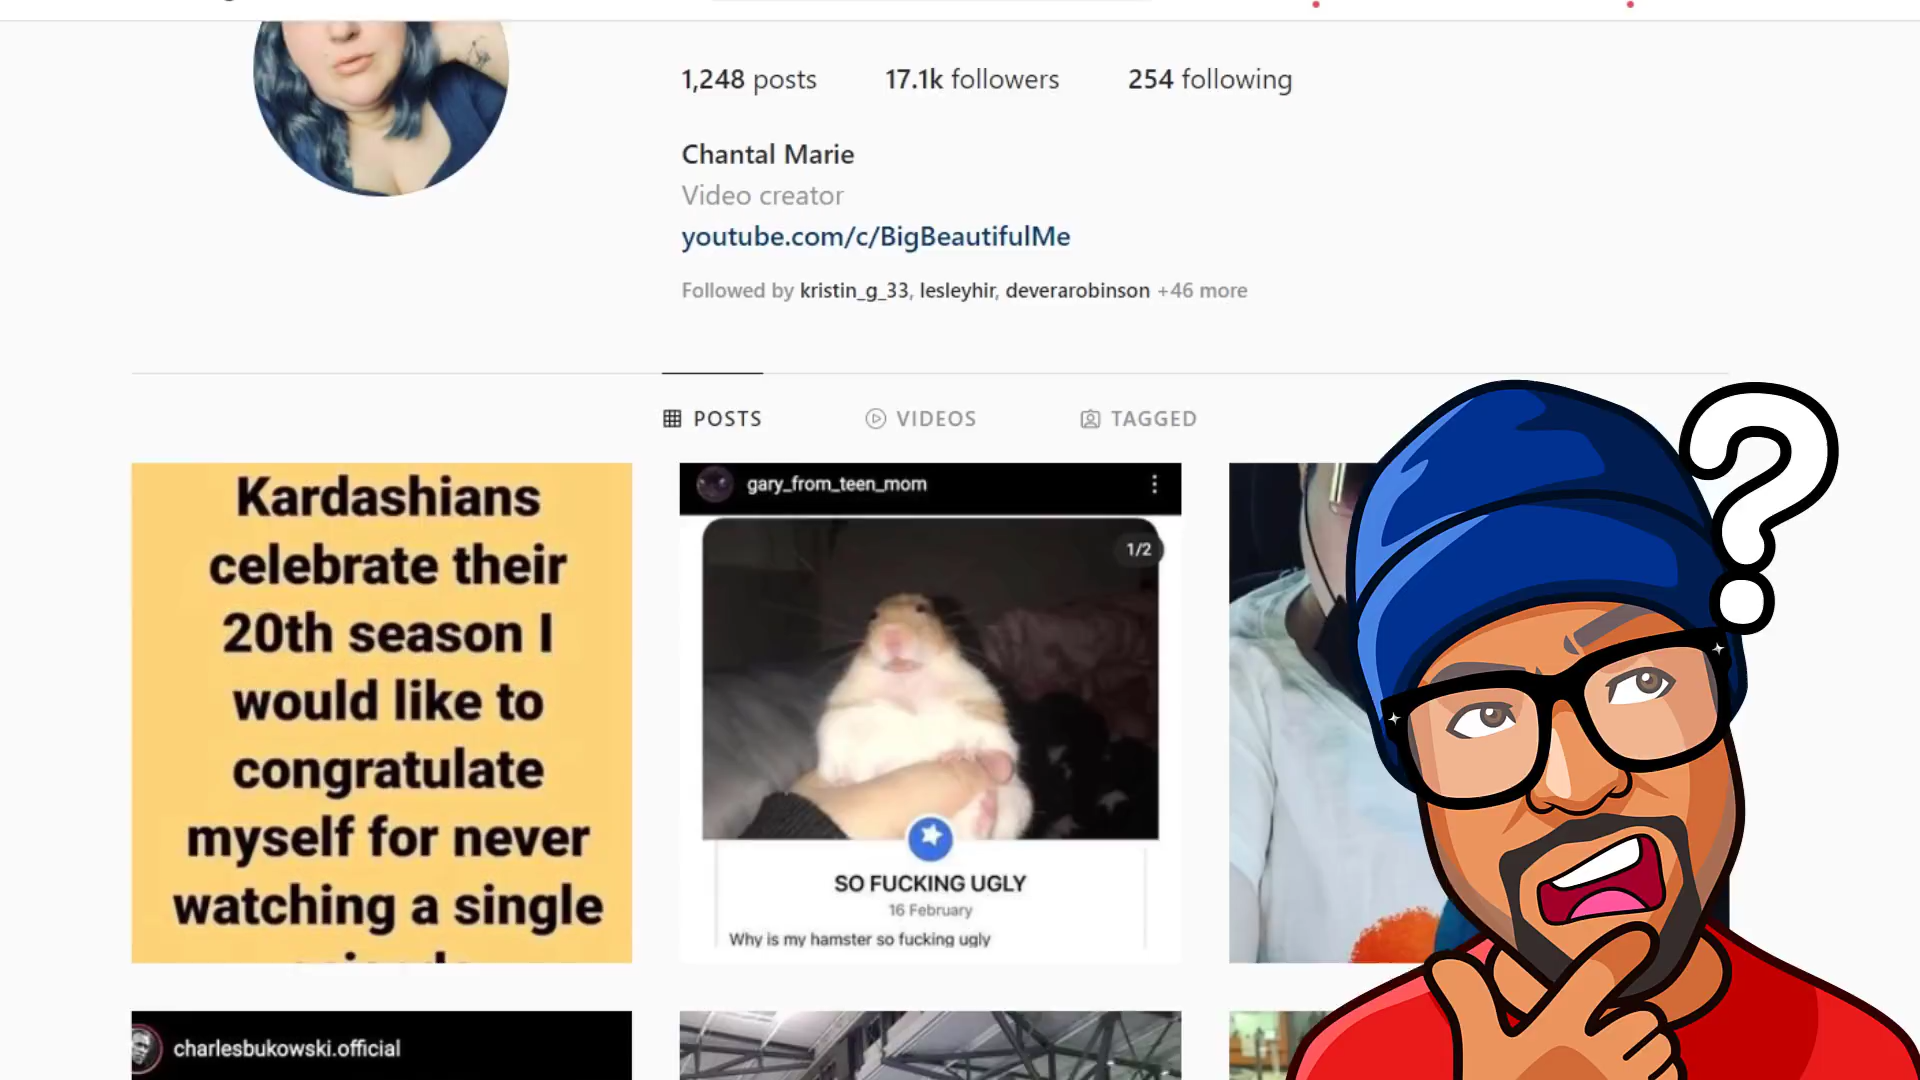 1,248 posts 17.1k followers 254 following
Chantal Marie
Video creator
youtube.com/c/BigBeautifulMe
Followed by kristin_g_33, lesleyhir, deverarobinson +46 more
POSTS VIDEOS TAGGED
Kardashians
celebrate their
20th season I
would like to
congratulate
myself for never
watching a single
gary_from_teen_mom
1/2
SO FUCKING UGLY
16 February
Why is my hamster so fucking ugly
?
charlesbukowski.official